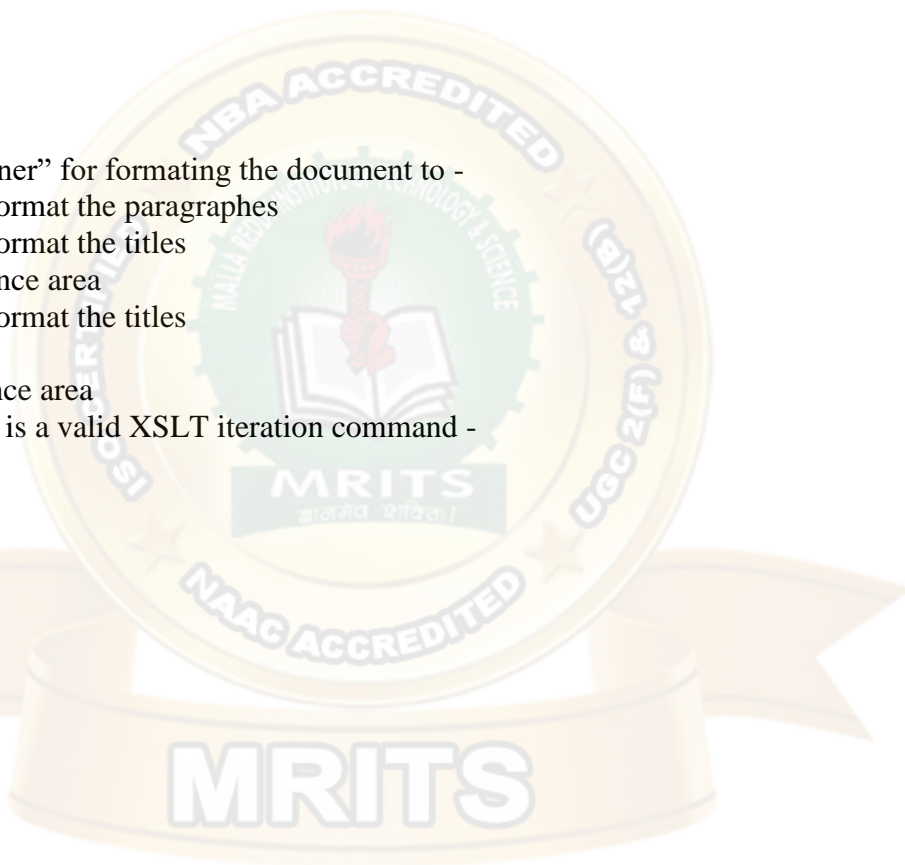 NBA ACCREDITED
ner” for formating the document to -
ormat the paragraphes
ormat the titles
nce area
ormat the titles
nce area
is a valid XSLT iteration command -
MALLA REDDY INSTITUTE OF TECHNOLOGY & SCIENCE
ISO CERTIFIED
UGC 2(F) & 12(B)
MRITS
ज्ञानमेव शक्तिः।
NAAC ACCREDITED
MRITS